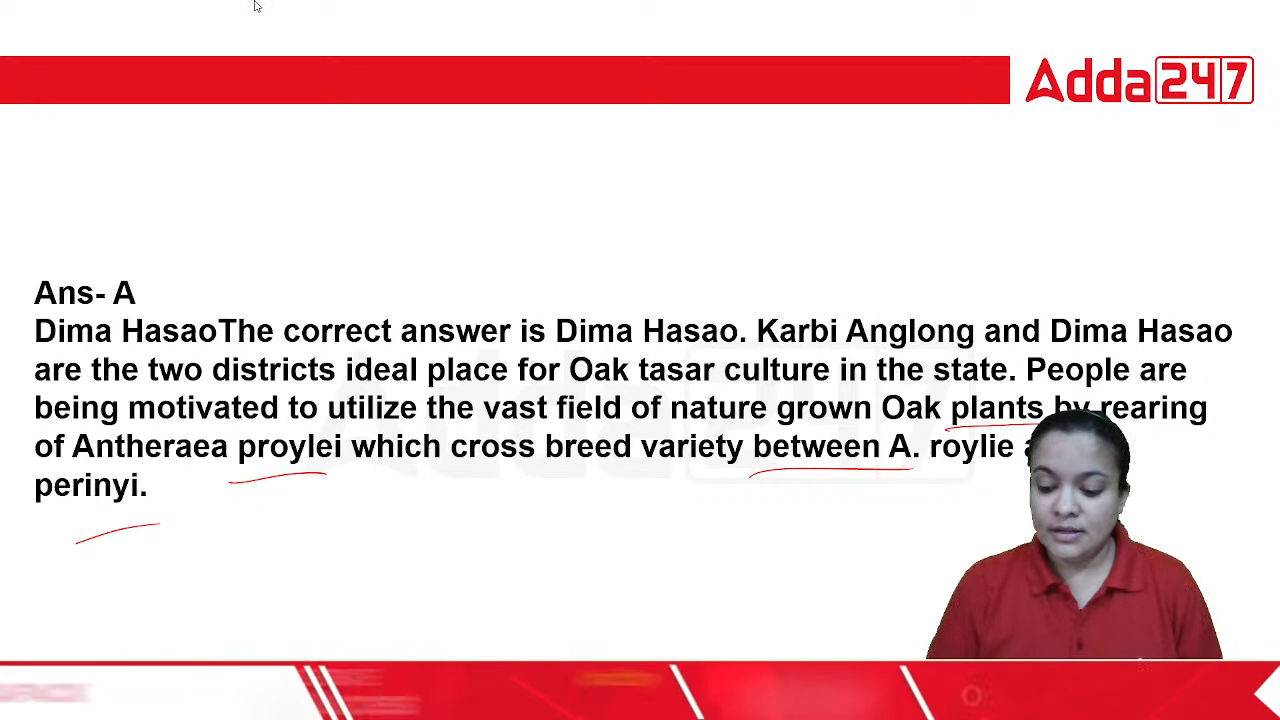 Adda247
Ans- A
Dima HasaoThe correct answer is Dima Hasao. Karbi Anglong and Dima Hasao
are the two districts ideal place for Oak tasar culture in the state. People are
being motivated to utilize the vast field of nature grown Oak plants by rearing
of Antheraea proylei which cross breed variety between A. roylie
perinyi.